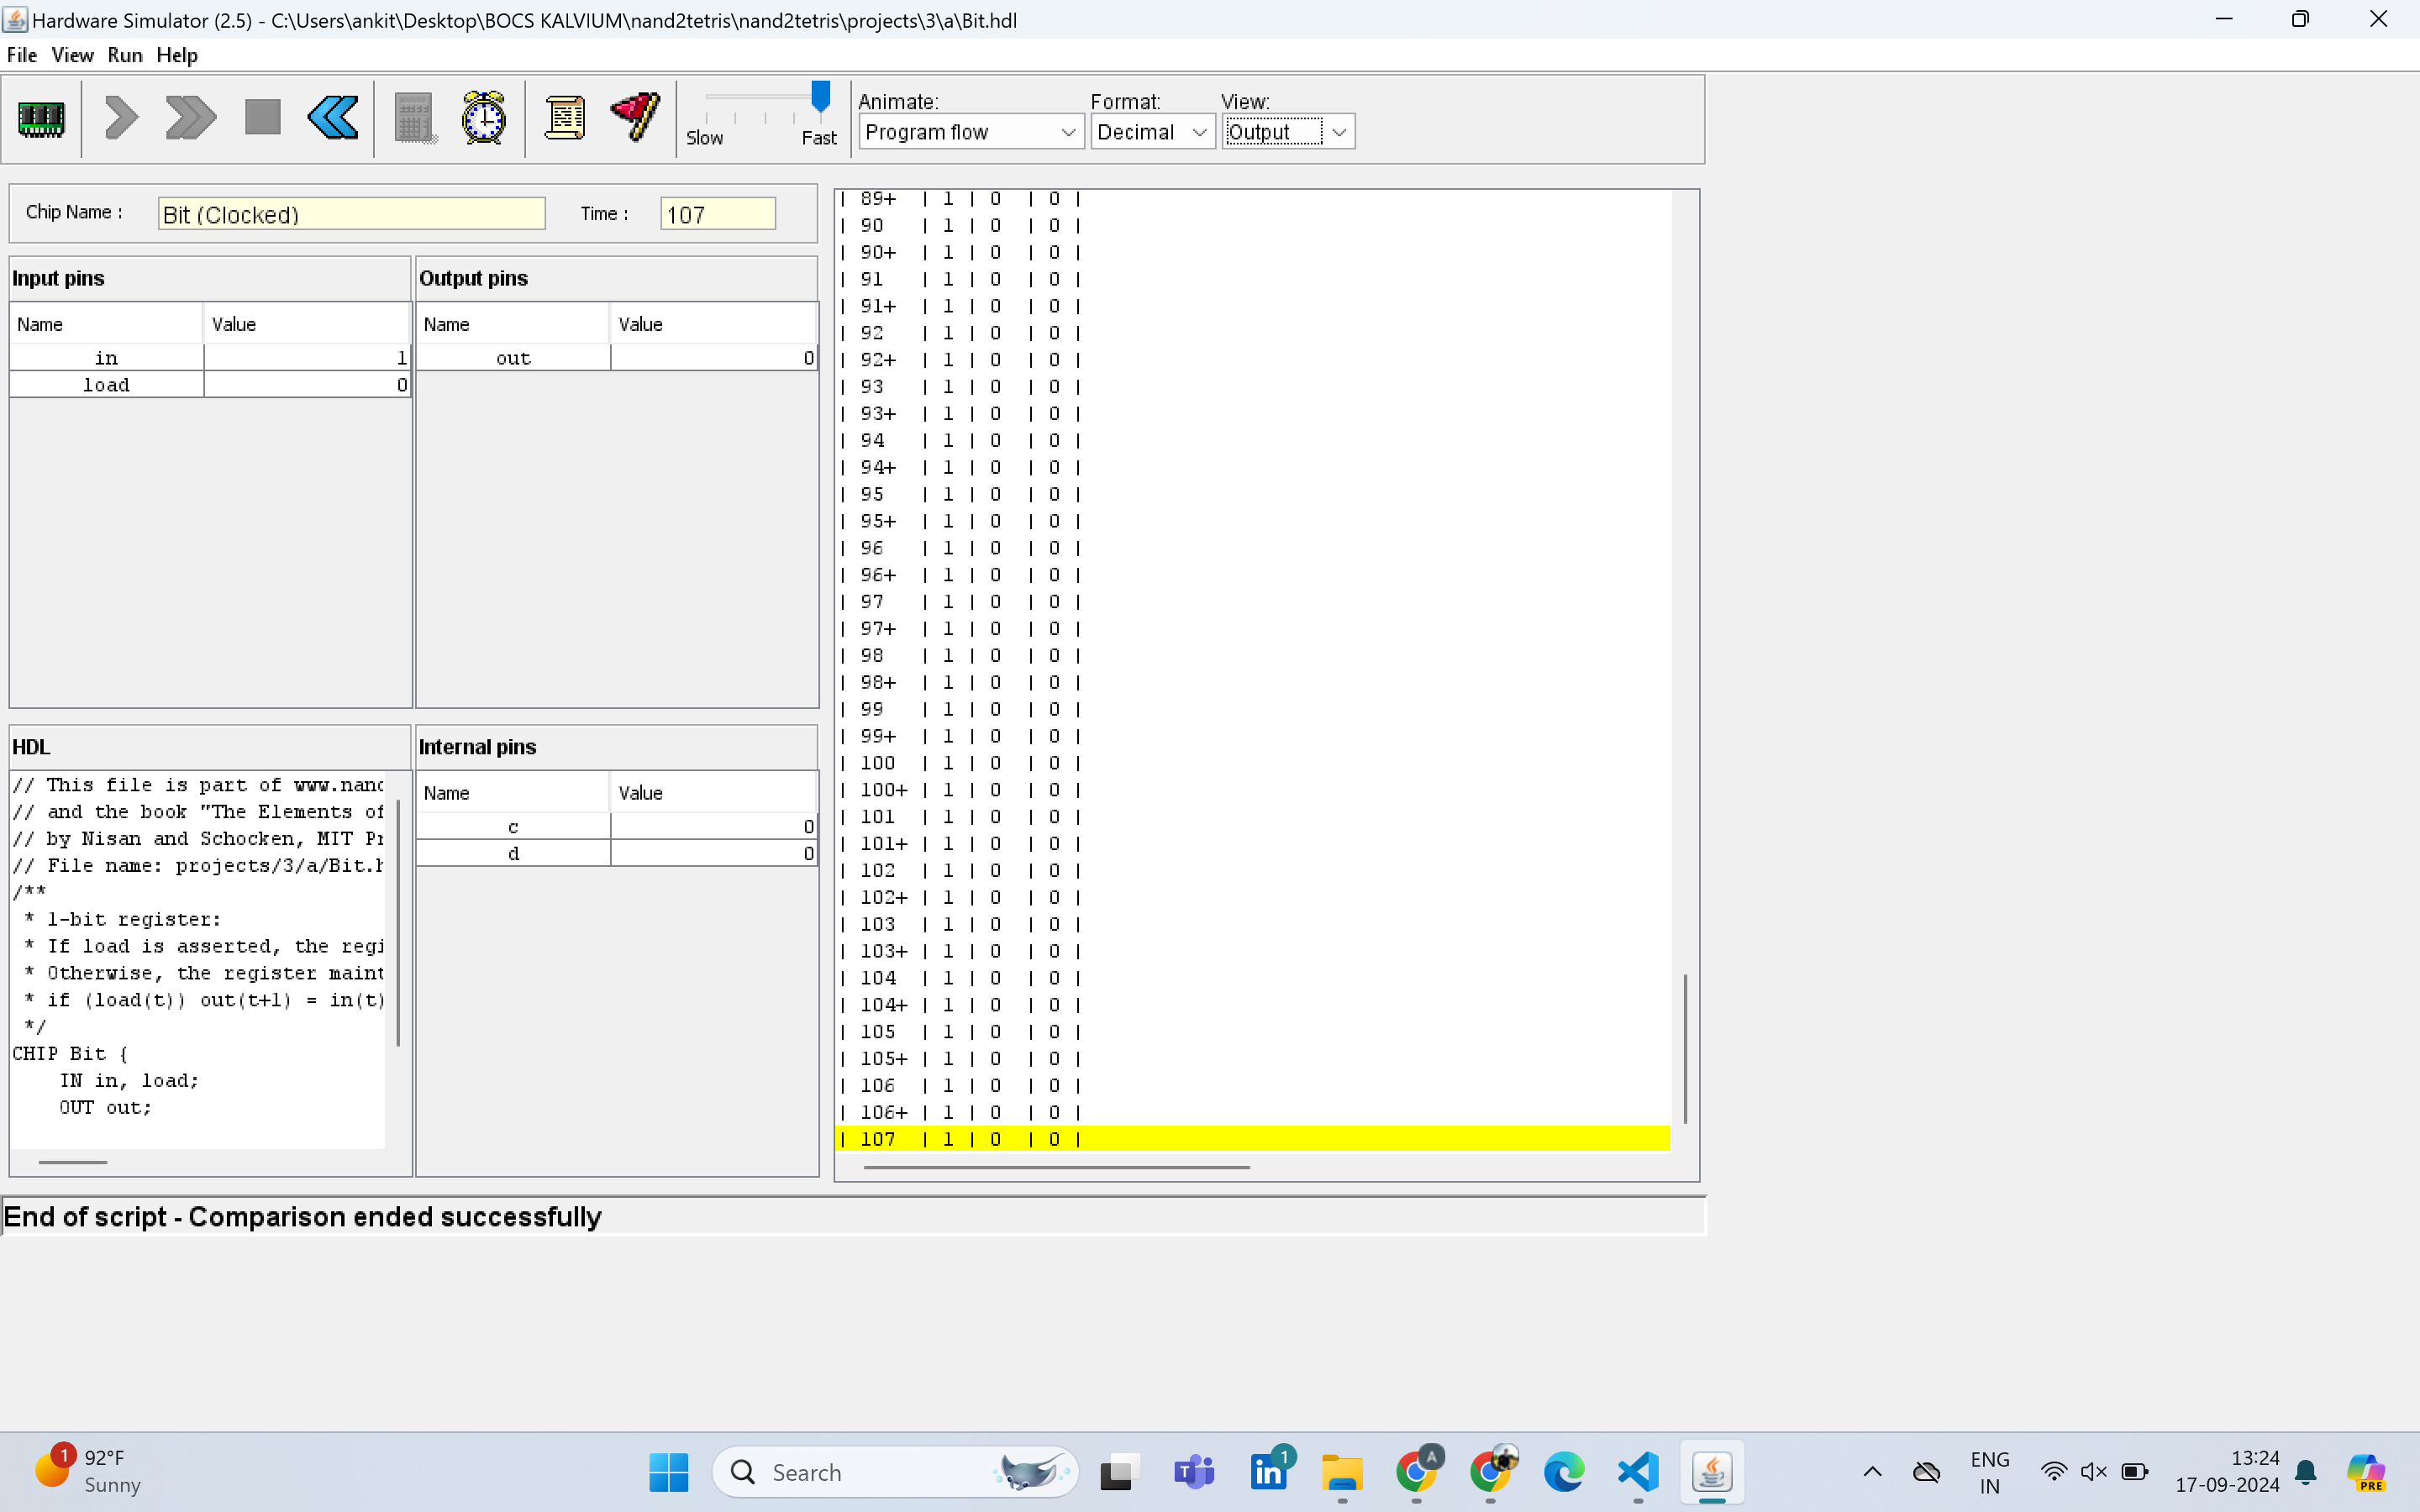 Hardware Simulator (2.5) - C:\Users\ankit\Desktop\BOCS KALVIUM\nand2tetris\nand2tetris\projects\3\a\Bit.hdl
File View Run Help
Slow Fast
Animate: Format: View:
Program flow Decimal Output
Chip Name : Bit (Clocked) Time : 107
Input pins
Name Value
in 1
load 0
Output pins
Name Value
out 0
HDL
// This file is part of www.nand
// and the book "The Elements of
// by Nisan and Schocken, MIT Pr
// File name: projects/3/a/Bit.h
/**
* 1-bit register:
* If load is asserted, the regi
* Otherwise, the register maint
* if (load(t)) out(t+1) = in(t)
*/
CHIP Bit {
IN in, load;
OUT out;
Internal pins
Name Value
c 0
d 0
| 89+ | 1 | 0 | 0 |
| 90 | 1 | 0 | 0 |
| 90+ | 1 | 0 | 0 |
| 91 | 1 | 0 | 0 |
| 91+ | 1 | 0 | 0 |
| 92 | 1 | 0 | 0 |
| 92+ | 1 | 0 | 0 |
| 93 | 1 | 0 | 0 |
| 93+ | 1 | 0 | 0 |
| 94 | 1 | 0 | 0 |
| 94+ | 1 | 0 | 0 |
| 95 | 1 | 0 | 0 |
| 95+ | 1 | 0 | 0 |
| 96 | 1 | 0 | 0 |
| 96+ | 1 | 0 | 0 |
| 97 | 1 | 0 | 0 |
| 97+ | 1 | 0 | 0 |
| 98 | 1 | 0 | 0 |
| 98+ | 1 | 0 | 0 |
| 99 | 1 | 0 | 0 |
| 99+ | 1 | 0 | 0 |
| 100 | 1 | 0 | 0 |
| 100+ | 1 | 0 | 0 |
| 101 | 1 | 0 | 0 |
| 101+ | 1 | 0 | 0 |
| 102 | 1 | 0 | 0 |
| 102+ | 1 | 0 | 0 |
| 103 | 1 | 0 | 0 |
| 103+ | 1 | 0 | 0 |
| 104 | 1 | 0 | 0 |
| 104+ | 1 | 0 | 0 |
| 105 | 1 | 0 | 0 |
| 105+ | 1 | 0 | 0 |
| 106 | 1 | 0 | 0 |
| 106+ | 1 | 0 | 0 |
| 107 | 1 | 0 | 0 |
End of script - Comparison ended successfully
1 92°F
Sunny
Search
1
A
ENG
IN
13:24
17-09-2024
PRE